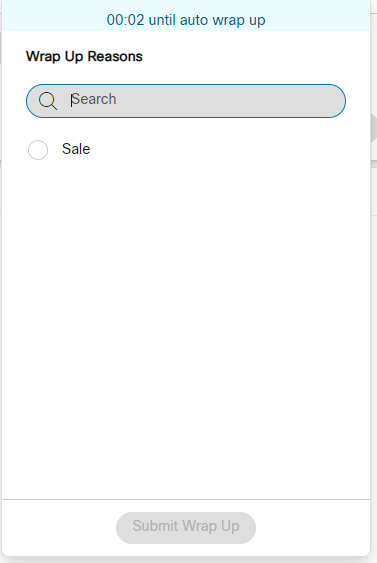 00:02 until auto wrap up
Wrap Up Reasons
Search
Sale
Submit Wrap Up